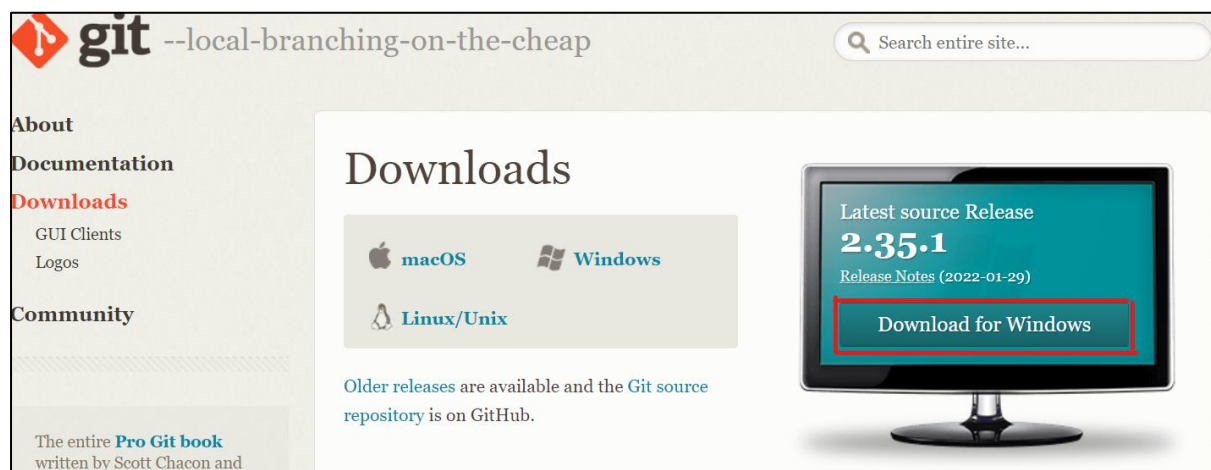 git --local-branching-on-the-cheap
Search entire site...
About
Documentation
Downloads
GUI Clients
Logos
Community
The entire Pro Git book
written by Scott Chacon and
Downloads
macOS
Windows
Linux/Unix
Older releases are available and the Git source
repository is on GitHub.
Latest source Release
2.35.1
Release Notes (2022-01-29)
Download for Windows